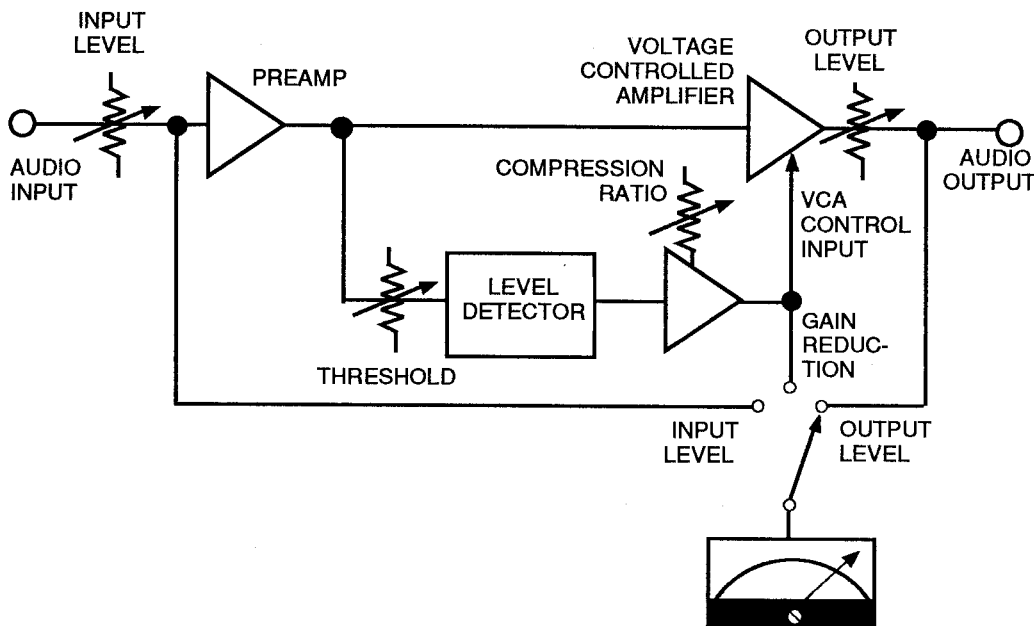 INPUT
LEVEL
PREAMP
VOLTAGE
CONTROLLED
AMPLIFIER
OUTPUT
LEVEL
AUDIO
INPUT
COMPRESSION
RATIO
AUDIO
OUTPUT
VCA
CONTROL
INPUT
LEVEL
DETECTOR
THRESHOLD
GAIN
REDUC-
TION
INPUT
LEVEL
OUTPUT
LEVEL